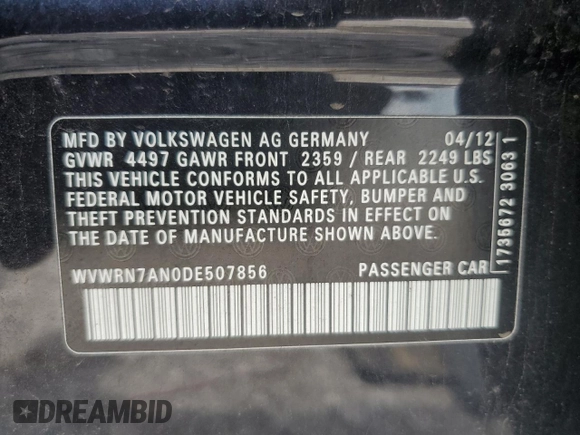 MFD BY VOLKSWAGEN AG GERMANY 04/12
GVWR 4497 GAWR FRONT 2359 / REAR 2249 LBS
THIS VEHICLE CONFORMS TO ALL APPLICABLE U.S.
FEDERAL MOTOR VEHICLE SAFETY, BUMPER AND
THEFT PREVENTION STANDARDS IN EFFECT ON
THE DATE OF MANUFACTURE SHOWN ABOVE.
WVWRN7AN0DE507856 PASSENGER CAR
1735672 3063 1
DREAMBID